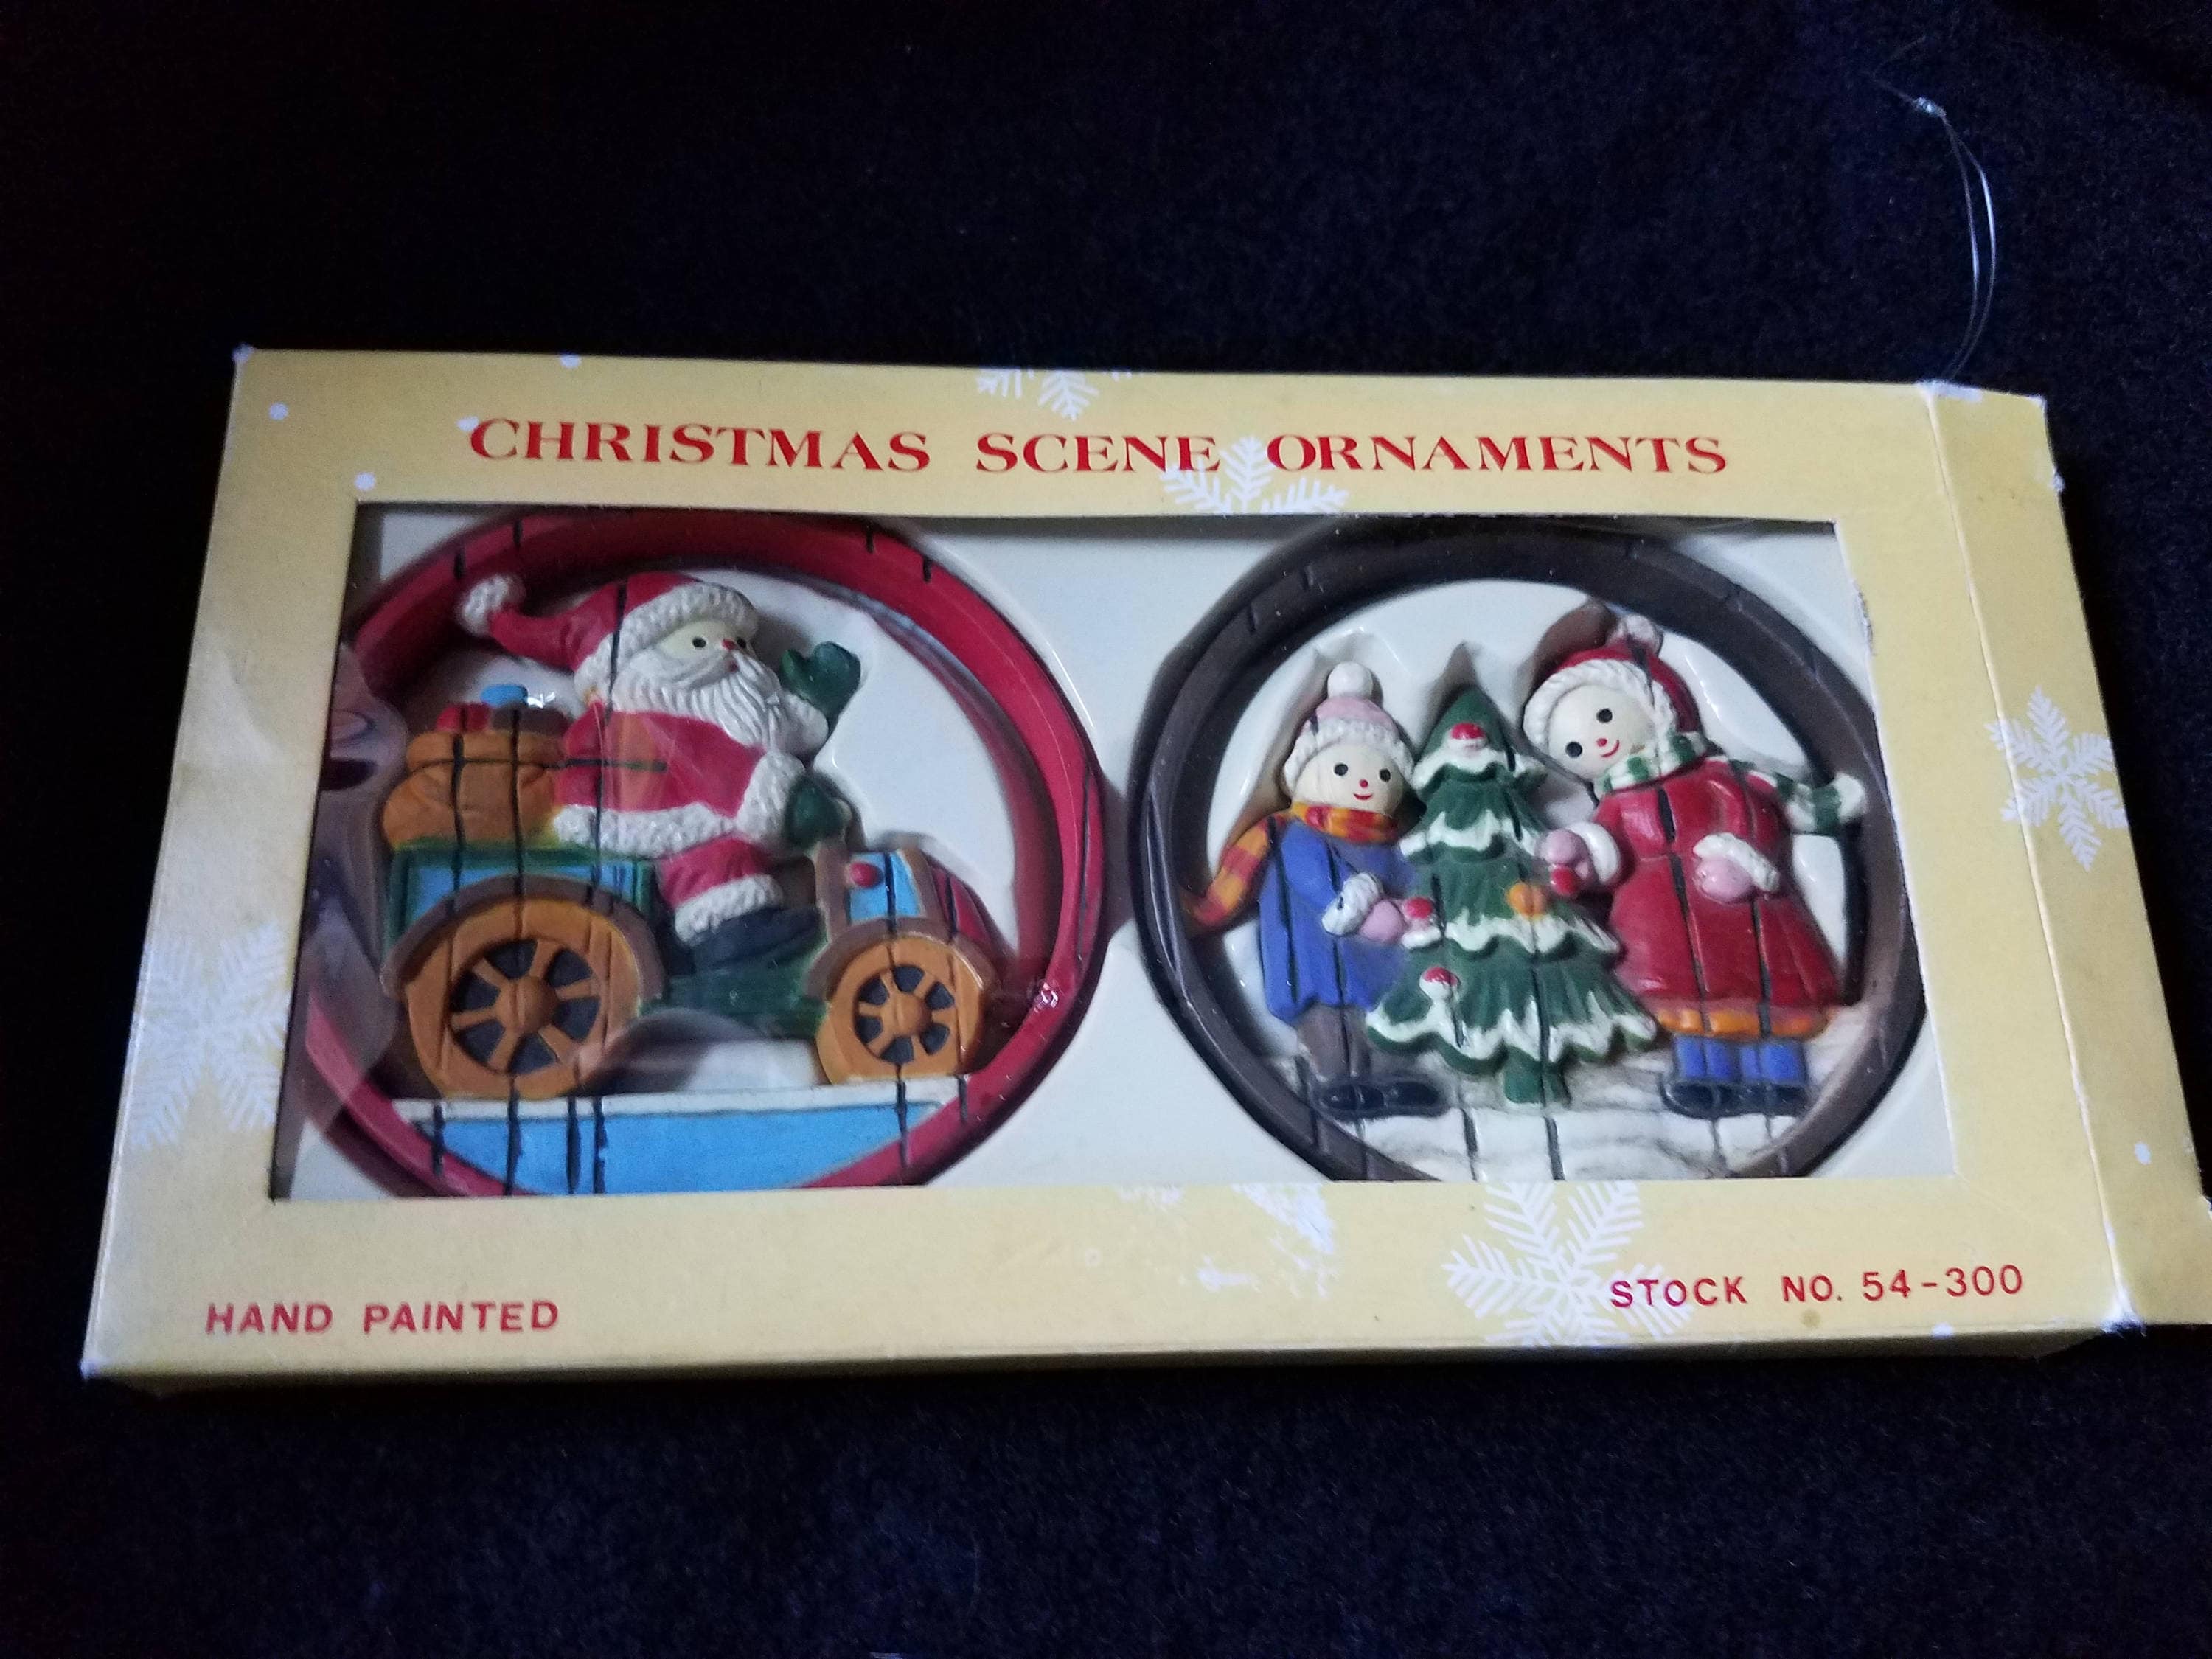 CHRISTMAS SCENE ORNAMENTS
HAND PAINTED
STOCK NO. 54-300